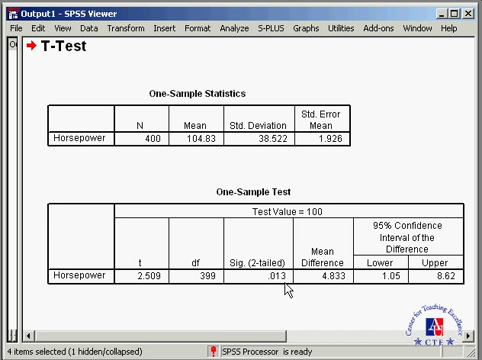 Output1 - SPSS Viewer
File Edit View Data Transform Insert Format Analyze S-PLUS Graphs Utilities Add-ons Window Help
T-Test
One-Sample Statistics
N Mean Std. Deviation Std. Error Mean
Horsepower 400 104.83 38.522 1.926
One-Sample Test
Test Value = 100
95% Confidence Interval of the Difference
t df Sig. (2-tailed) Mean Difference Lower Upper
Horsepower 2.509 399 .013 4.833 1.05 8.62
Center for Teaching Excellence
CTE
4 items selected (1 hidden/collapsed) SPSS Processor is ready